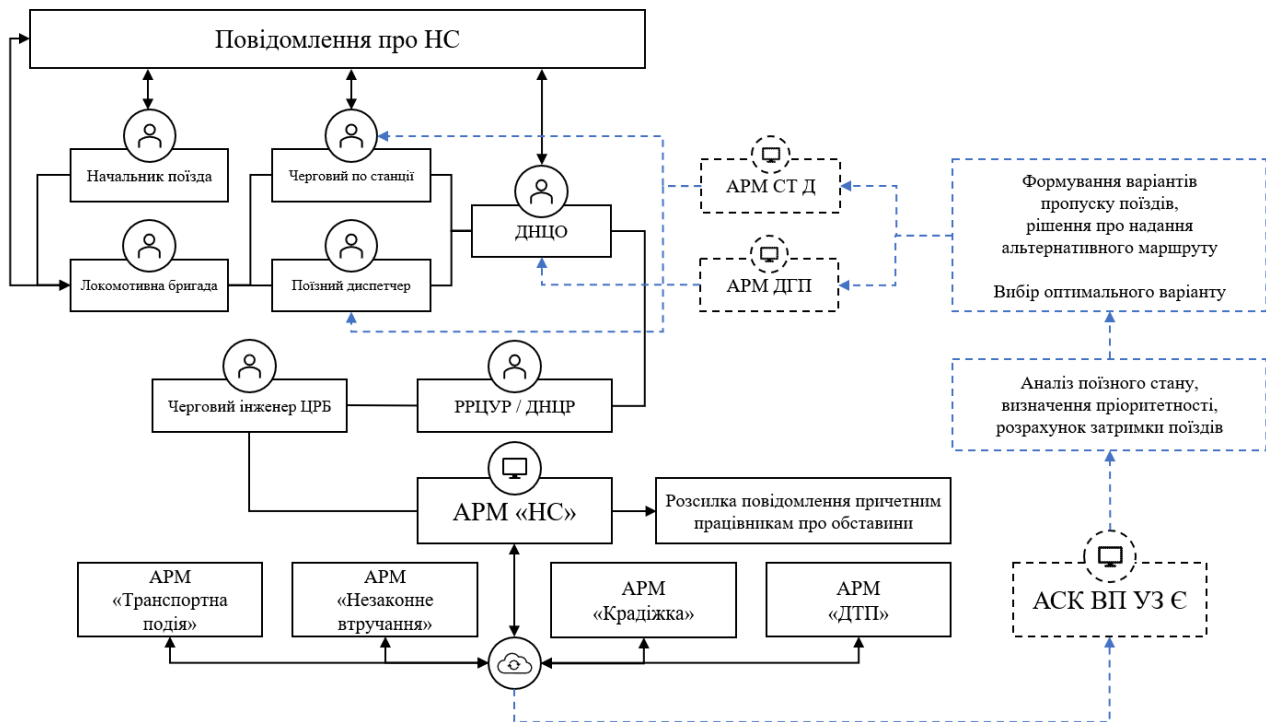 Повідомлення про НС
Начальник поїзда
Черговий по станції
АРМ СТ Д
Формування варіантів
пропуску поїздів,
рішення про надання
альтернативного маршруту
Вибір оптимального варіанту
ДНЦО
Локомотивна бригада
Поїзний диспетчер
АРМ ДГП
Черговий інженер ЦРБ
РРЦУР / ДНЦР
Аналіз поїзного стану,
визначення пріоритетності,
розрахунок затримки поїздів
АРМ «НС»
Розсилка повідомлення причетним
працівникам про обставини
АРМ
«Транспортна
подія»
АРМ
«Незаконне
втручання»
АРМ
«Крадіжка»
АРМ
«ДТП»
АСК ВП УЗ Є